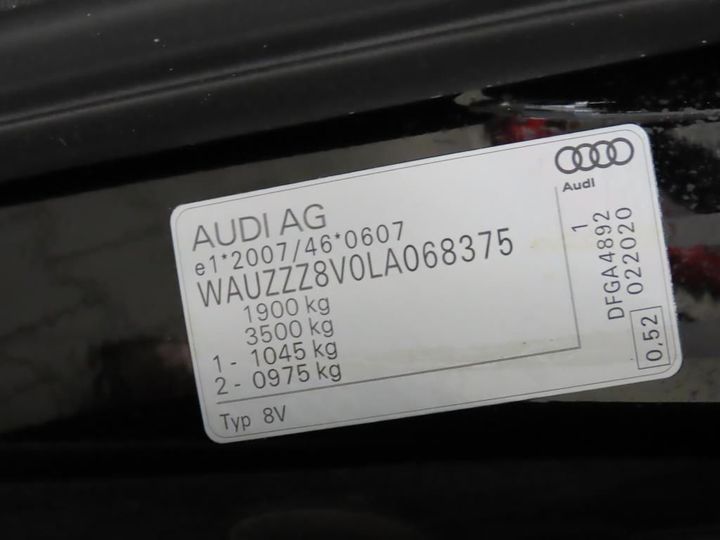 AUDI AG
e1*2007/46*0607
WAUZZZ8V0LA068375
1900 kg
3500 kg
1 - 1045 kg
2 - 0975 kg
Typ 8V
Audi
1
DFGA4892
022020
0,52